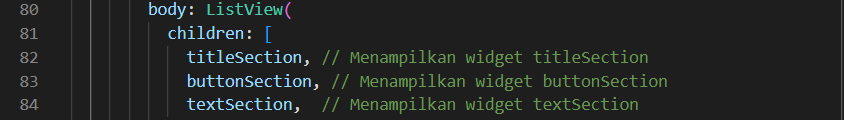 80 body: ListView(
81 children: [
82 titleSection, // Menampilkan widget titleSection
83 buttonSection, // Menampilkan widget buttonSection
84 textSection,  // Menampilkan widget textSection